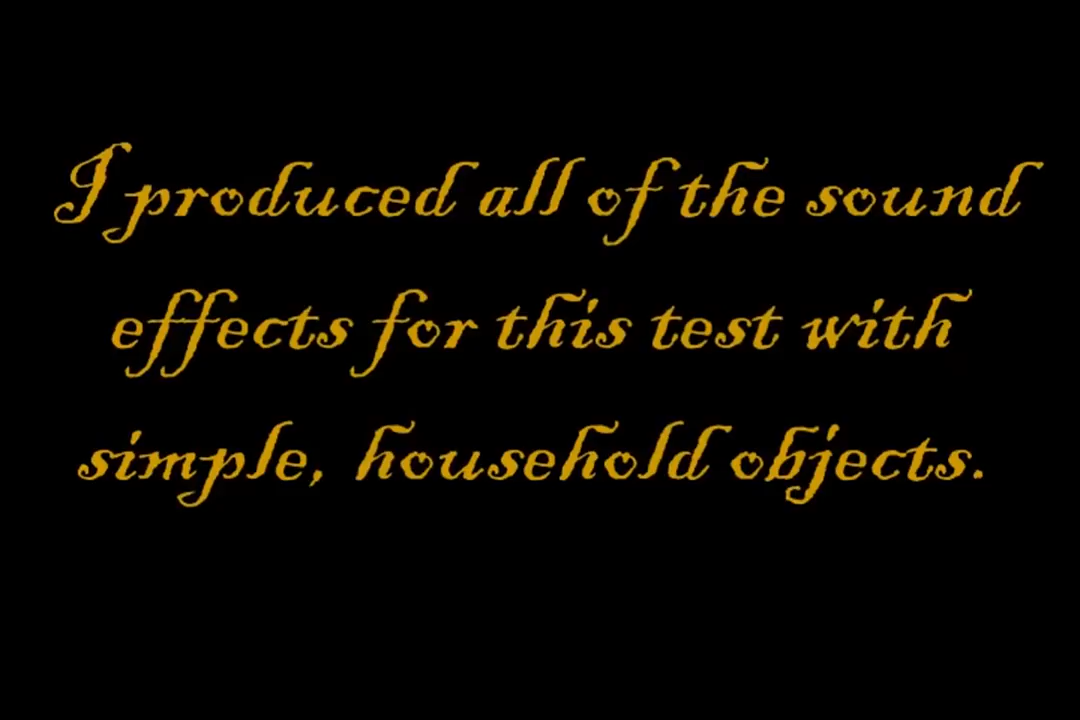 I produced all of the sound
effects for this test with
simple, household objects.